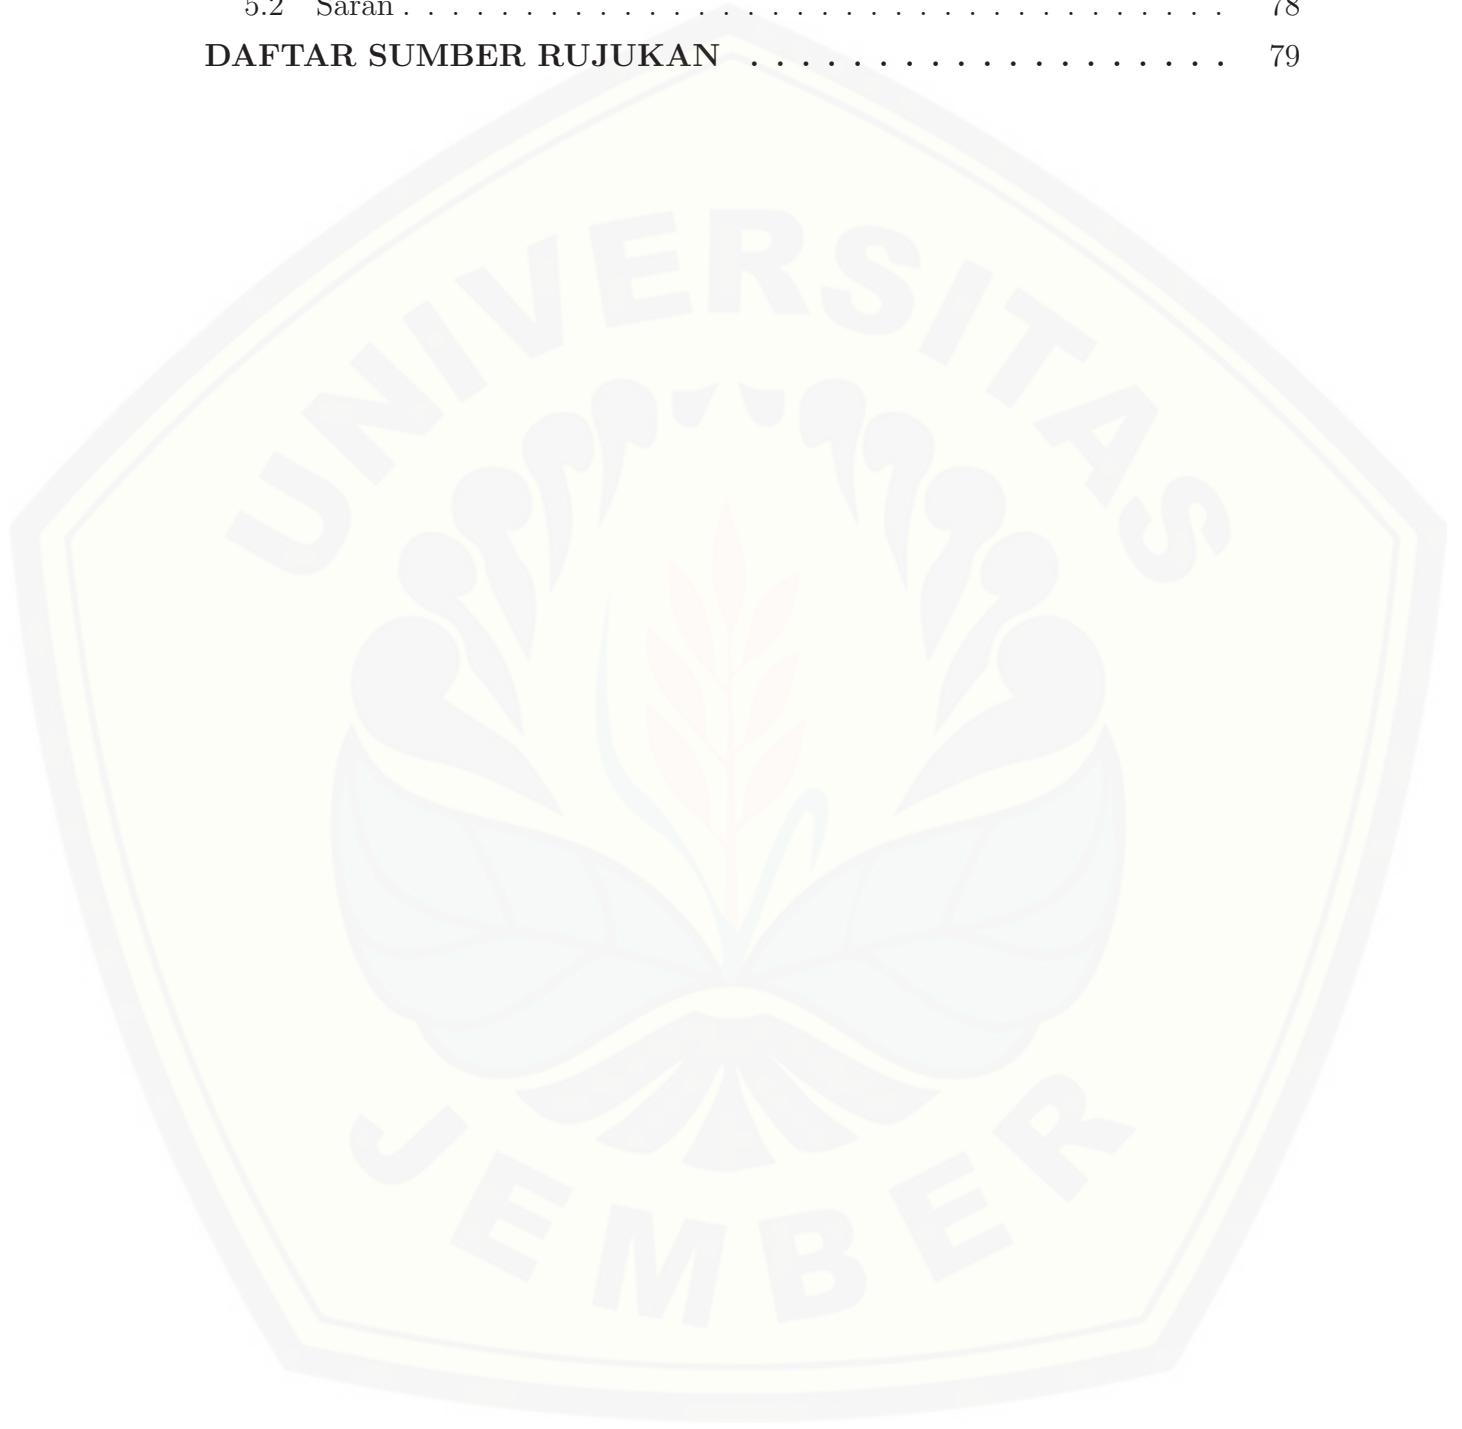 5.2 Saran . . . . . . . . . . . . . . . . . . . . . . . . . . . . . . . . . . 78
DAFTAR SUMBER RUJUKAN . . . . . . . . . . . . . . . . . . . 79
UNIVERSITAS
JEMBER